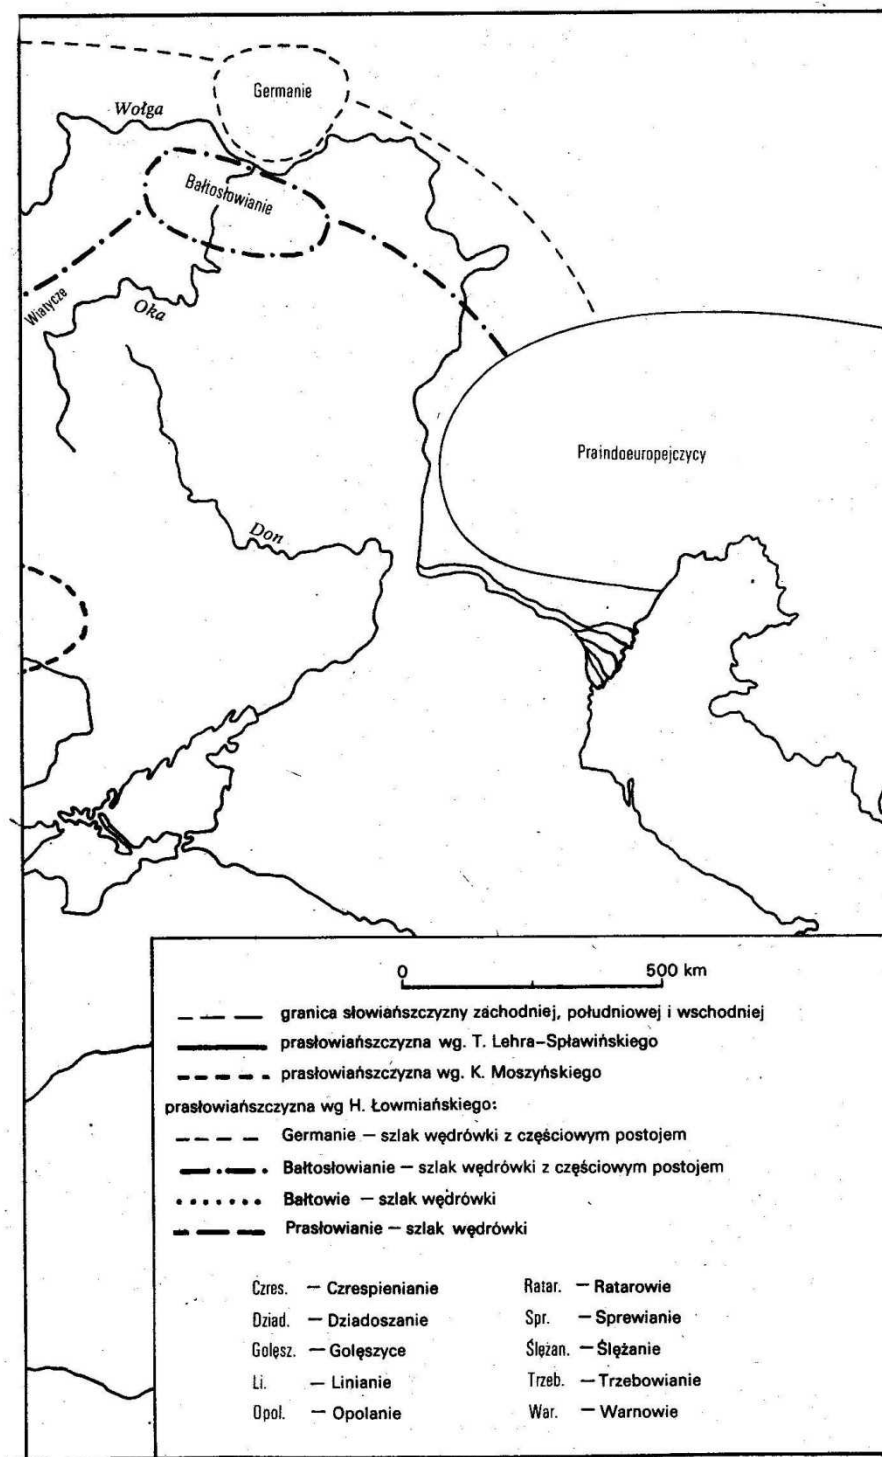 Germanie
Wołga
Bałtosłowianie
Wiatycze
Oka
Praindoeuropejczycy
Don
0 500 km
granica słowiańszczyzny zachodniej, południowej i wschodniej
prasłowiańszczyzna wg. T. Lehra–Spławińskiego
prasłowiańszczyzna wg. K. Moszyńskiego
prasłowiańszczyzna wg H. Łowmiańskiego:
Germanie — szlak wędrówki z częściowym postojem
Bałtosłowianie — szlak wędrówki z częściowym postojem
Bałtowie — szlak wędrówki
Prasłowianie — szlak wędrówki
Czres. — Czrespienianie
Dziad. — Dziadoszanie
Golęsz. — Golęszyce
Li. — Linianie
Opol. — Opolanie
Ratar. — Ratarowie
Spr. — Sprewianie
Ślężan. — Ślężanie
Trzeb. — Trzebowianie
War. — Warnowie